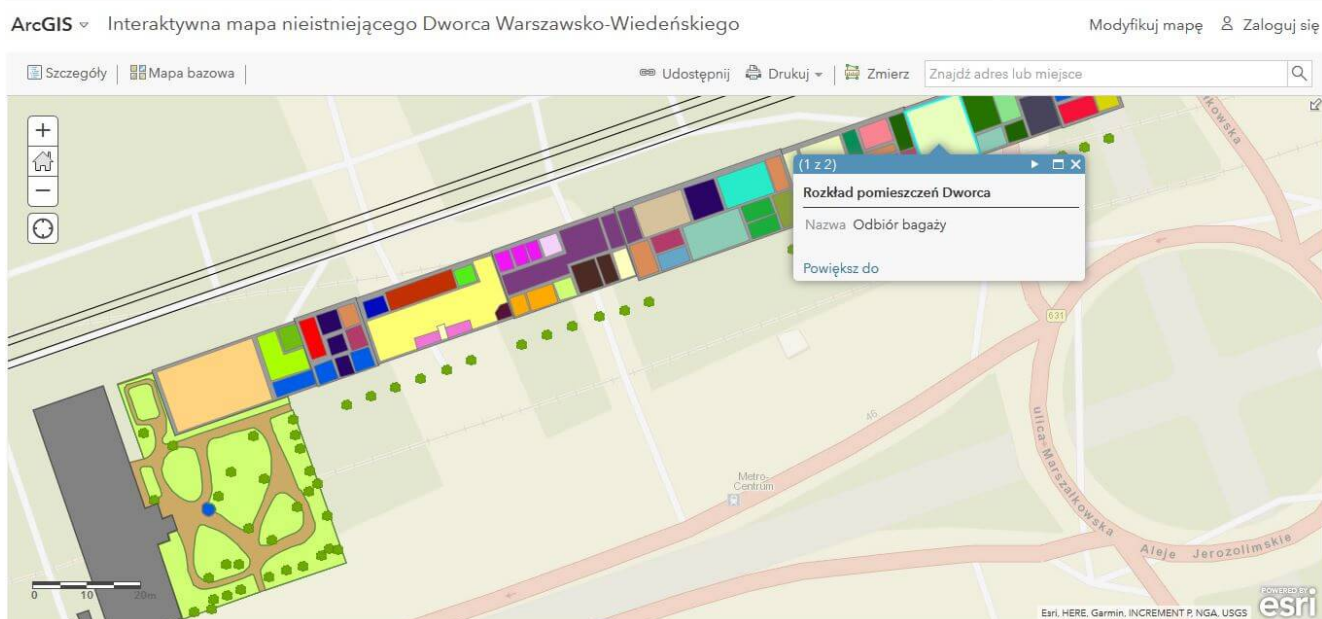 ArcGIS Interaktywna mapa nieistniejącego Dworca Warszawsko-Wiedeńskiego Modyfikuj mapę Zaloguj się
Szczegóły Mapa bazowa Udostępnij Drukuj Zmierz Znajdź adres lub miejsce
(1 z 2)
Rozkład pomieszczeń Dworca
Nazwa Odbiór bagaży
Powiększ do
631
46
ulica Marszałkowska
Metro-
Centrum
Aleje Jerozolimskie
0 10 20m
POWERED BY
esri
Esri, HERE, Garmin, INCREMENT P, NGA, USGS